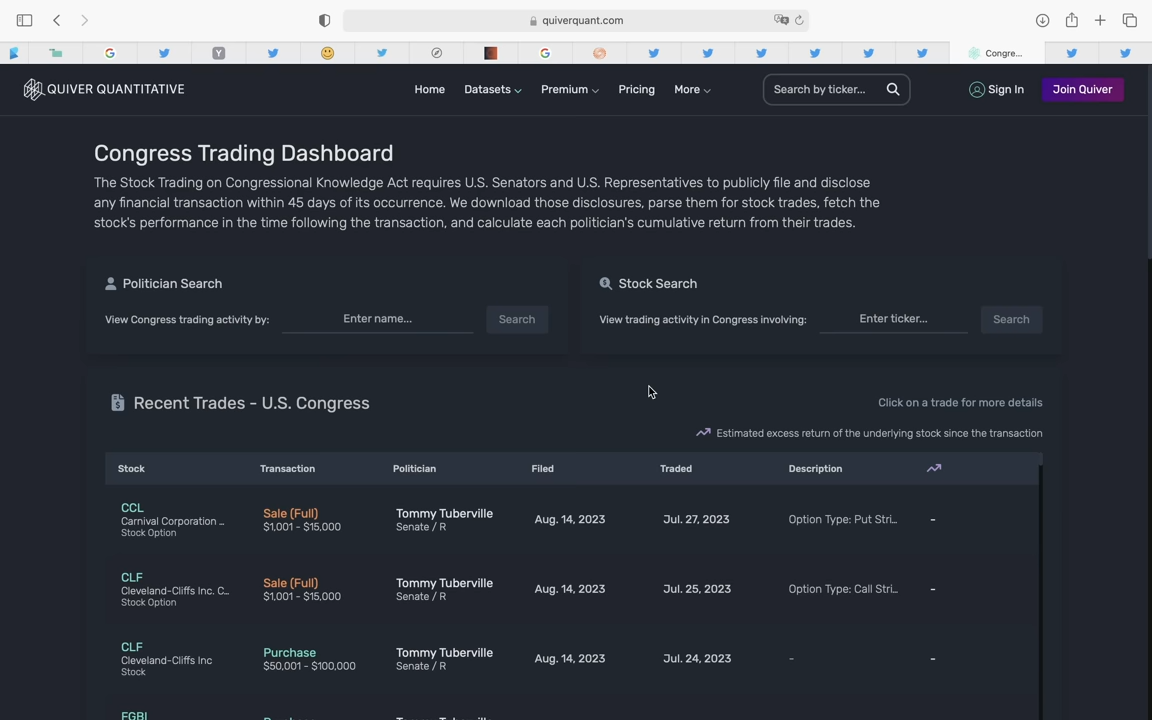 quiverquant.com
Congre...
QUIVER QUANTITATIVE
Home
Datasets
Premium
Pricing
More
Search by ticker...
Sign In
Join Quiver
Congress Trading Dashboard
The Stock Trading on Congressional Knowledge Act requires U.S. Senators and U.S. Representatives to publicly file and disclose
any financial transaction within 45 days of its occurrence. We download those disclosures, parse them for stock trades, fetch the
stock's performance in the time following the transaction, and calculate each politician's cumulative return from their trades.
Politician Search
View Congress trading activity by:
Enter name...
Search
Stock Search
View trading activity in Congress involving:
Enter ticker...
Search
Recent Trades - U.S. Congress
Click on a trade for more details
Estimated excess return of the underlying stock since the transaction
Stock
Transaction
Politician
Filed
Traded
Description
CCL
Carnival Corporation ...
Stock Option
Sale (Full)
$1,001 - $15,000
Tommy Tuberville
Senate / R
Aug. 14, 2023
Jul. 27, 2023
Option Type: Put Stri...
-
CLF
Cleveland-Cliffs Inc. C...
Stock Option
Sale (Full)
$1,001 - $15,000
Tommy Tuberville
Senate / R
Aug. 14, 2023
Jul. 25, 2023
Option Type: Call Stri...
-
CLF
Cleveland-Cliffs Inc
Stock
Purchase
$50,001 - $100,000
Tommy Tuberville
Senate / R
Aug. 14, 2023
Jul. 24, 2023
-
-
FGBI
Purchase
Tommy Tuberville